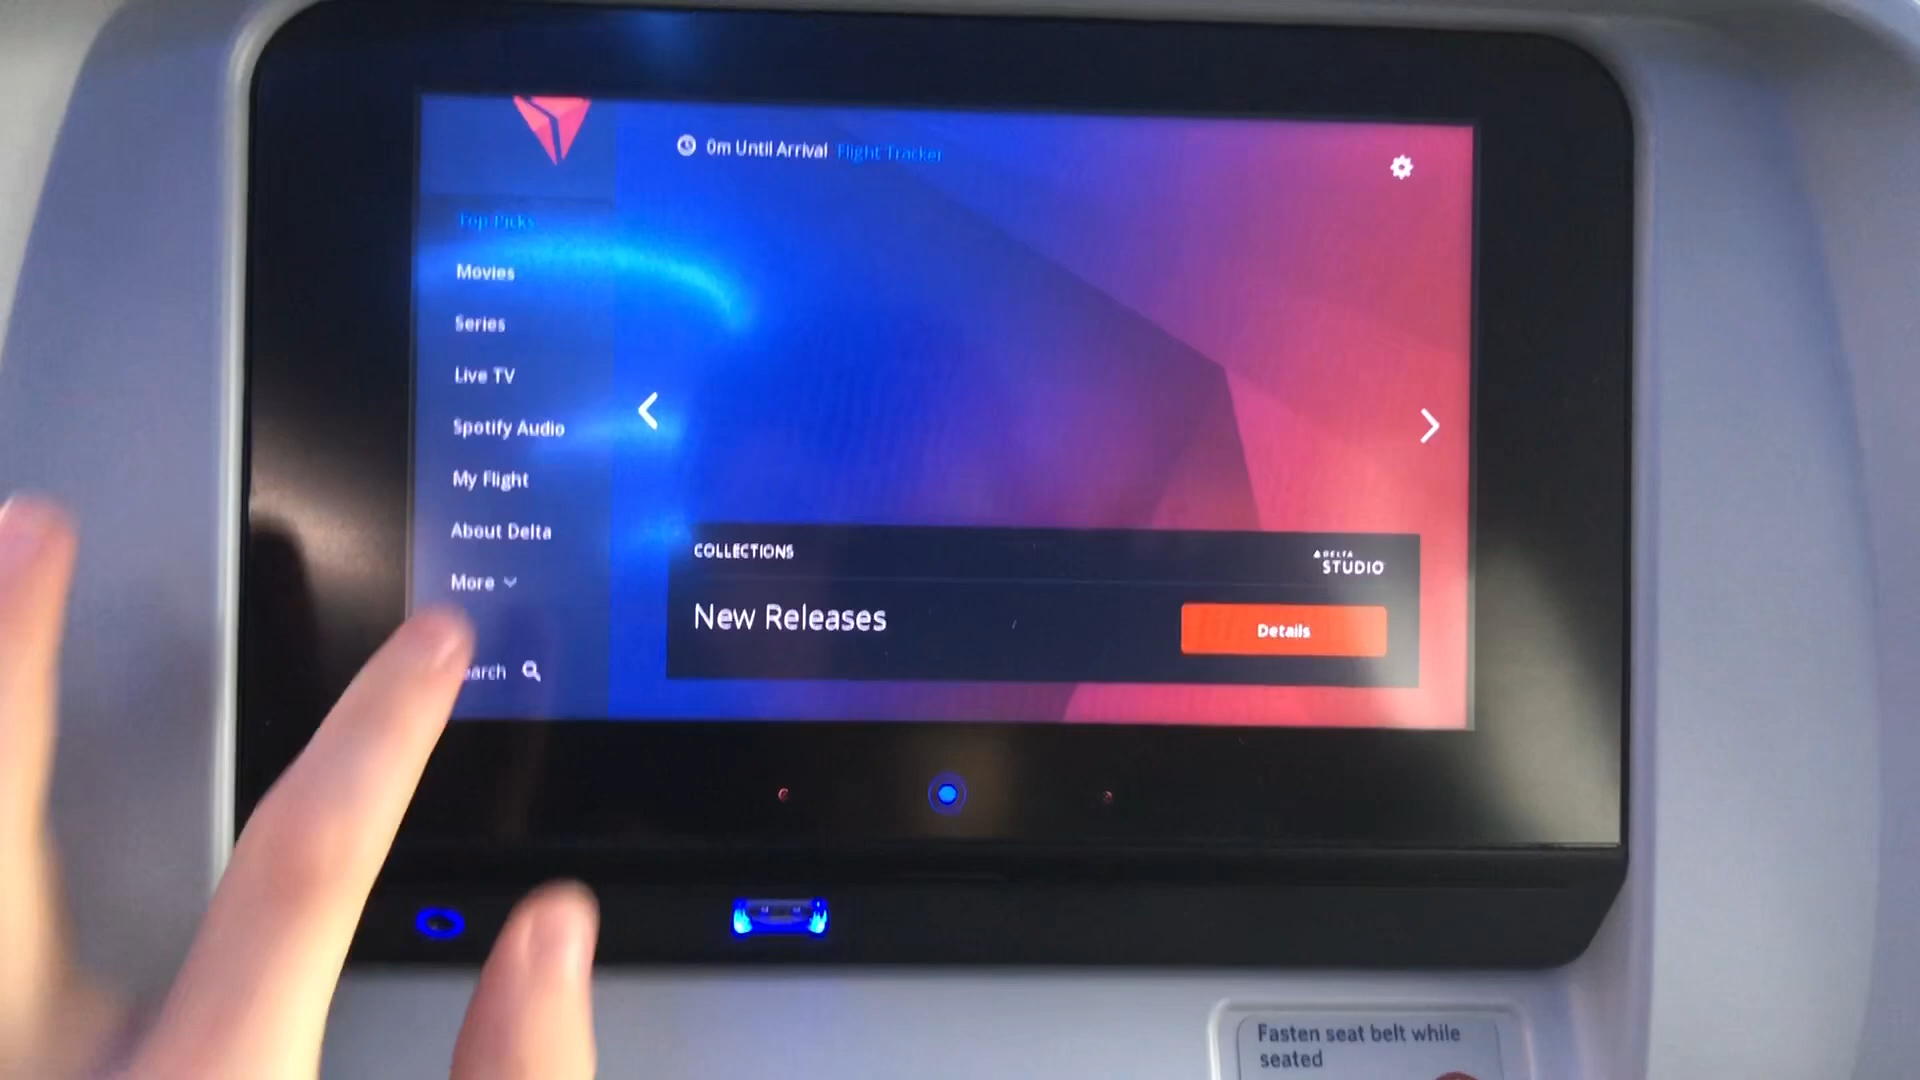 0m Until Arrival Flight Tracker
Top Picks
Movies
Series
Live TV
Spotify Audio
My Flight
About Delta
More
arch
COLLECTIONS
DELTA
STUDIO
New Releases
Details
Fasten seat belt while
seated